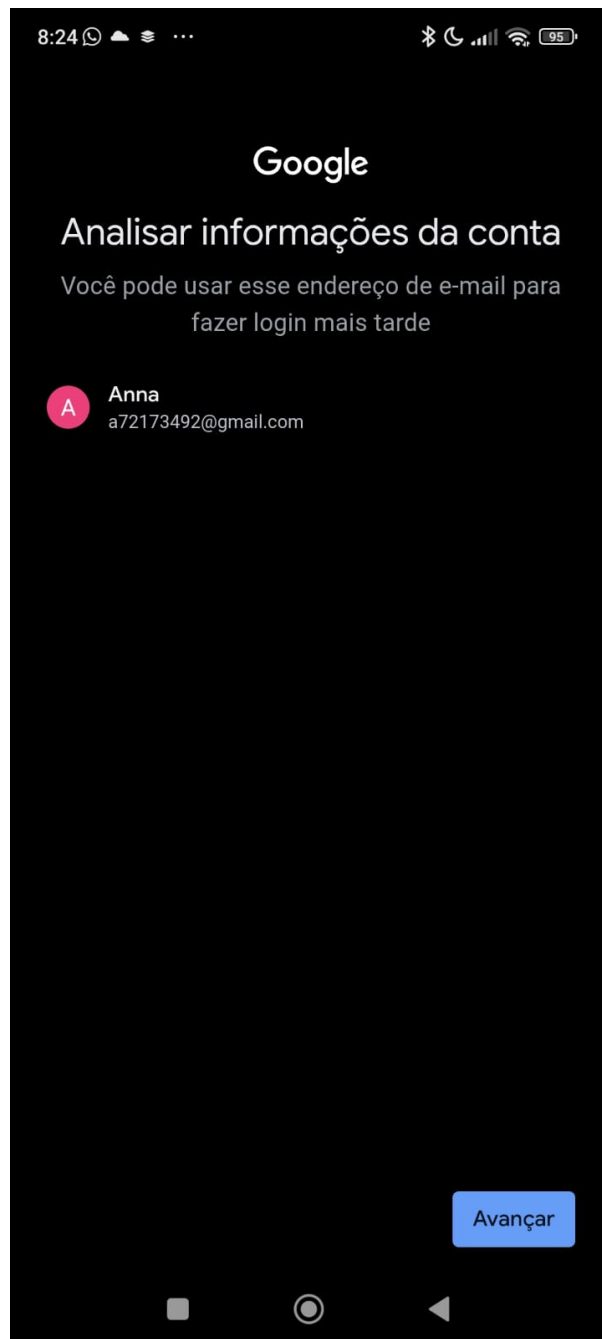 8:24
95
Google
Analisar informações da conta
Você pode usar esse endereço de e-mail para
fazer login mais tarde
A
Anna
a72173492@gmail.com
Avançar